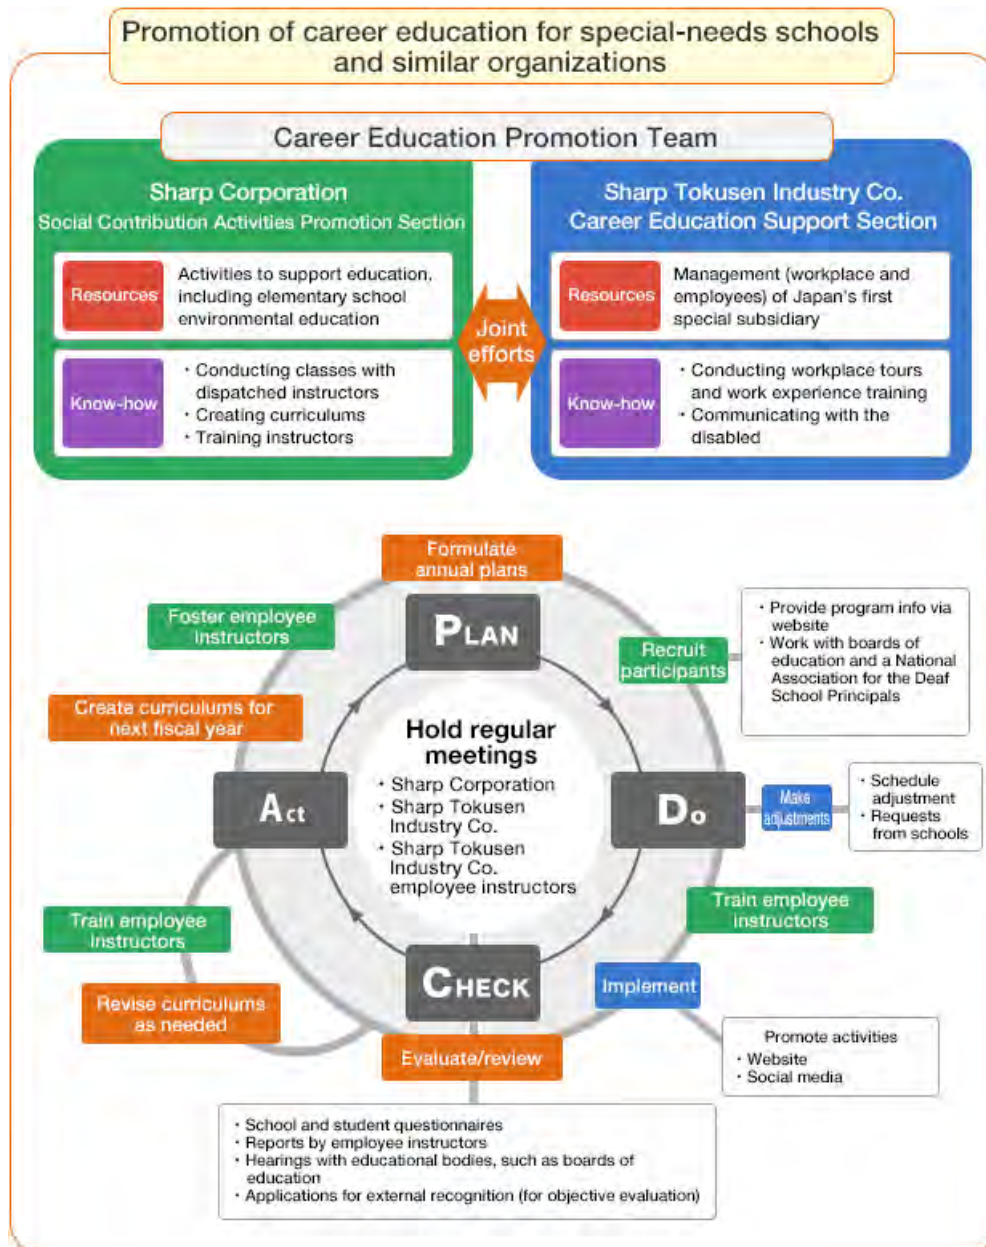 Promotion of career education for special-needs schools
and similar organizations
Career Education Promotion Team
Sharp Corporation
Social Contribution Activities Promotion Section
Resources
Activities to support education,
including elementary school
environmental education
Know-how
・Conducting classes with
dispatched instructors
・Creating curriculums
・Training instructors
Joint
efforts
Sharp Tokusen Industry Co.
Career Education Support Section
Resources
Management (workplace and
employees) of Japan's first
special subsidiary
Know-how
・Conducting workplace tours
and work experience training
・Communicating with the
disabled
Formulate
annual plans
PLAN
Foster employee
instructors
Recruit
participants
・Provide program info via
website
・Work with boards of
education and a National
Association for the Deaf
School Principals
Create curriculums for
next fiscal year
Hold regular
meetings
・Sharp Corporation
・Sharp Tokusen
Industry Co.
・Sharp Tokusen
Industry Co.
employee instructors
Act
Do
Make
adjustments
・Schedule
adjustment
・Requests
from schools
Train employee
instructors
Train employee
instructors
CHECK
Implement
Revise curriculums
as needed
Evaluate/review
Promote activities
・Website
・Social media
・School and student questionnaires
・Reports by employee instructors
・Hearings with educational bodies, such as boards of
education
・Applications for external recognition (for objective evaluation)